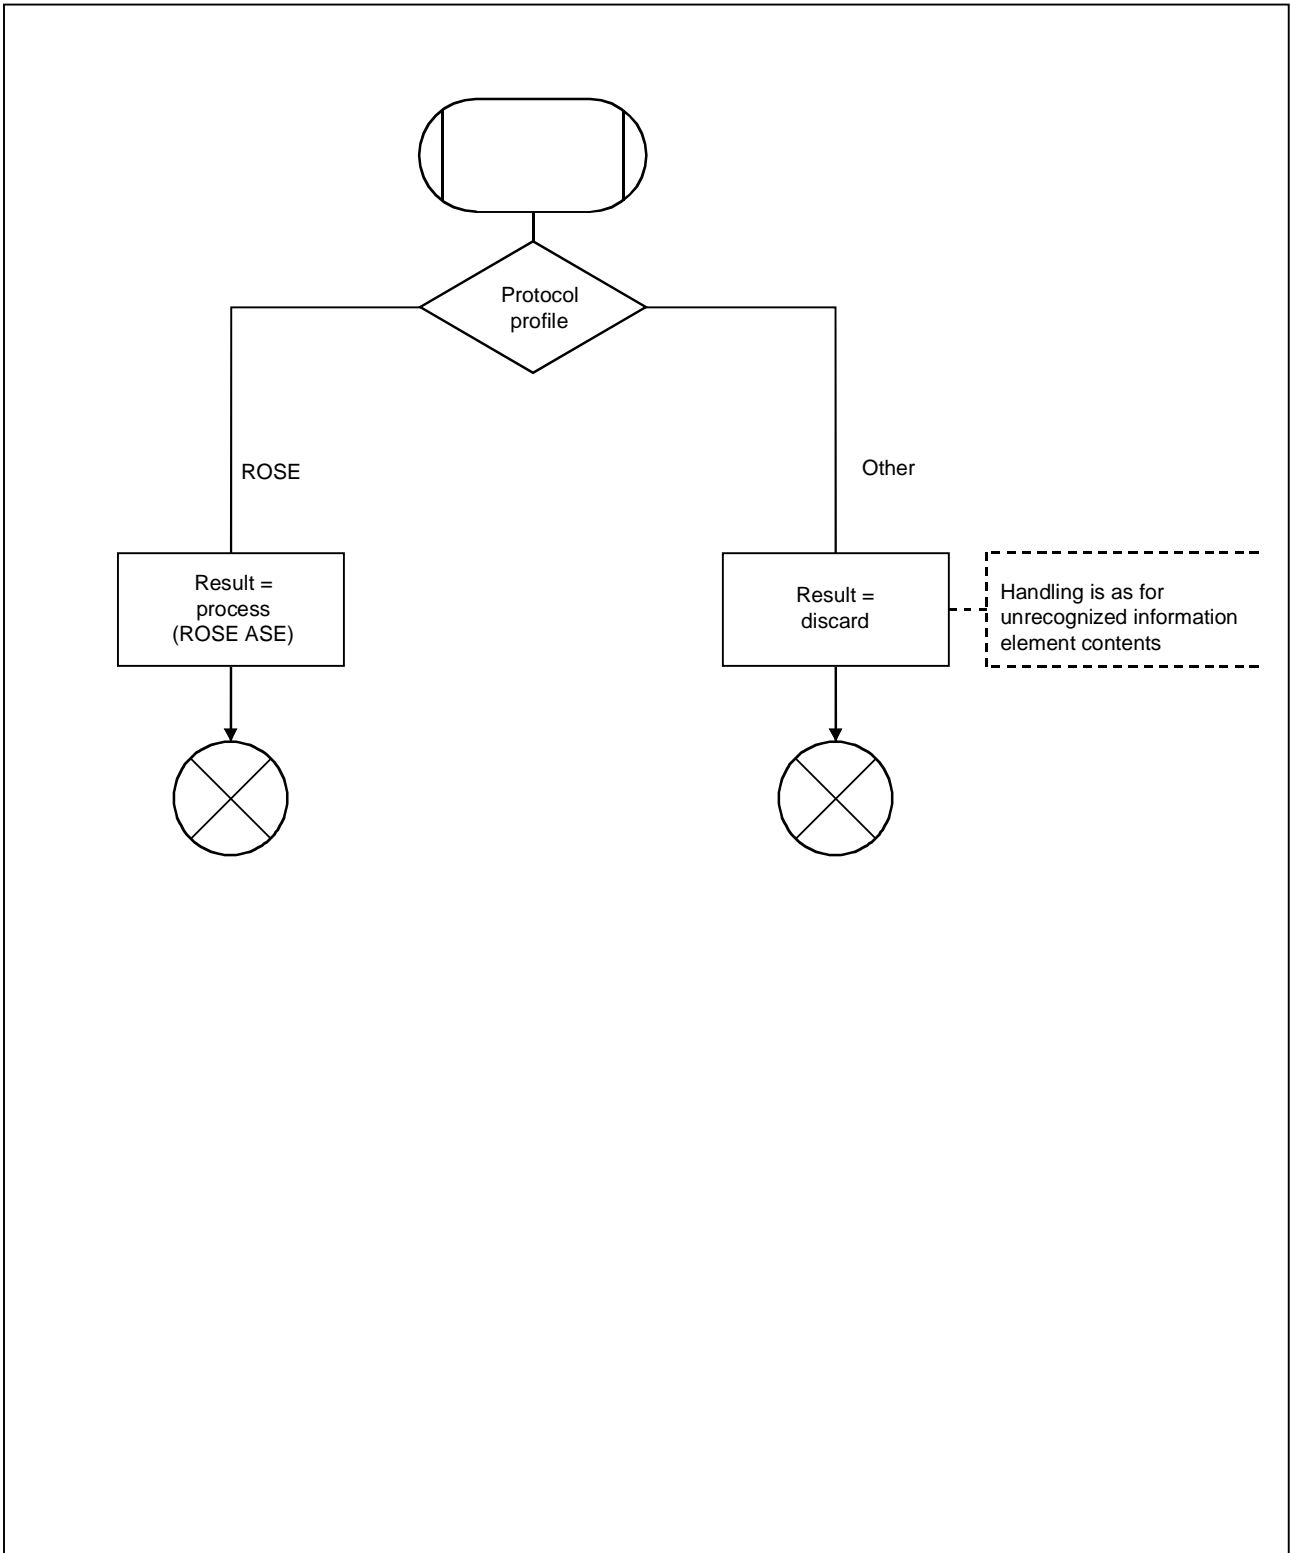 Protocol
profile
ROSE
Other
Result =
process
(ROSE ASE)
Result =
discard
Handling is as for
unrecognized information
element contents